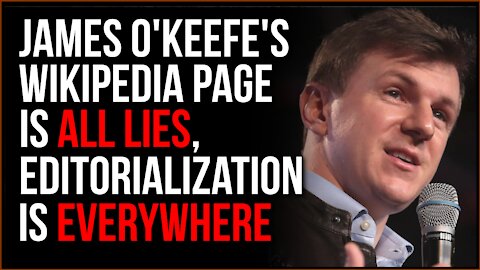 JAMES O'KEEFE'S
WIKIPEDIA PAGE
IS ALL LIES,
EDITORIALIZATION
IS EVERYWHERE